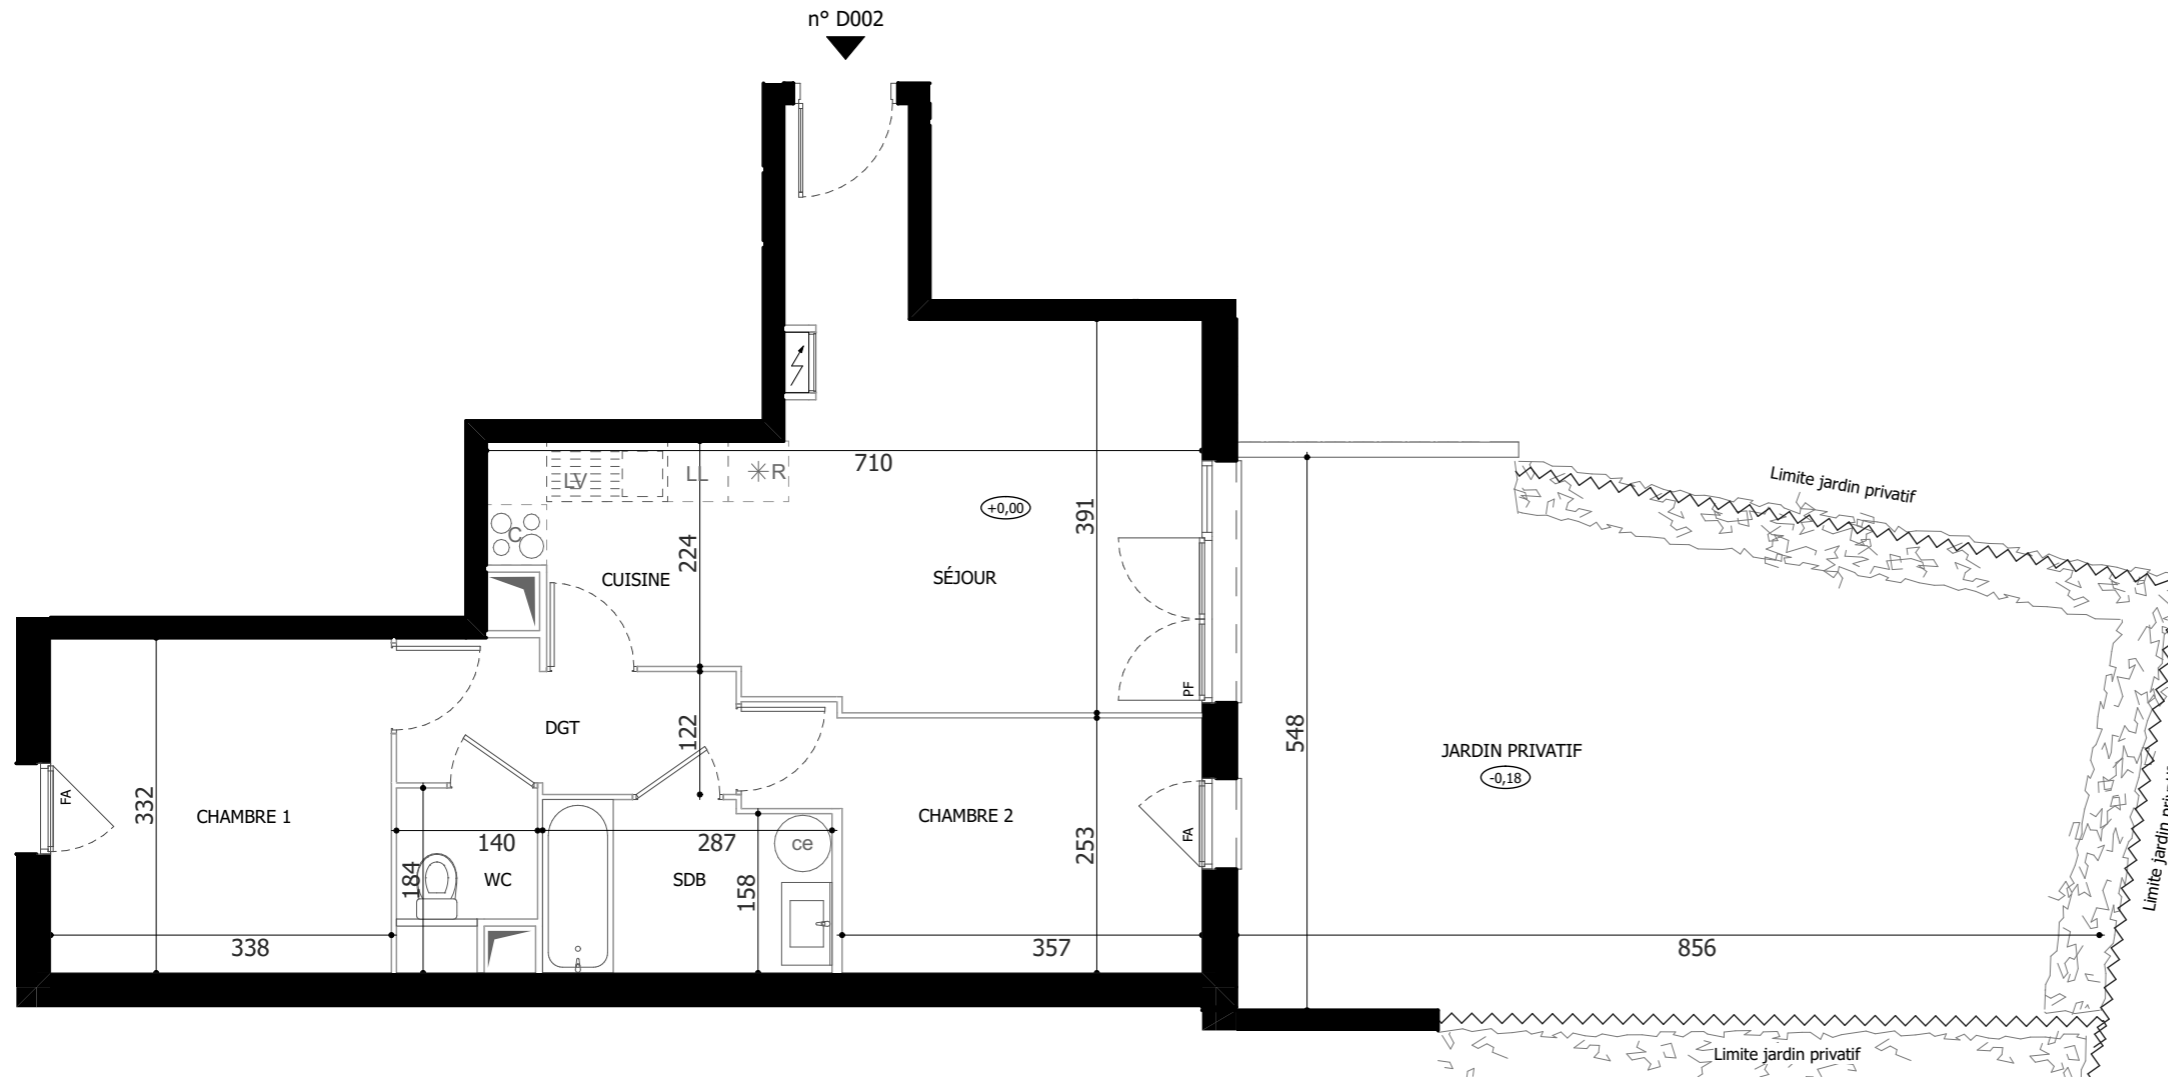 n° D002
Limite jardin privatif
710
LV
LL
R
+0,00
391
C
224
CUISINE
SÉJOUR
PF
DGT
122
548
JARDIN PRIVATIF
-0,18
FA
332
CHAMBRE 1
CHAMBRE 2
FA
140
287
ce
253
184
WC
SDB
158
338
357
856
Limite jardin
Limite jardin privatif